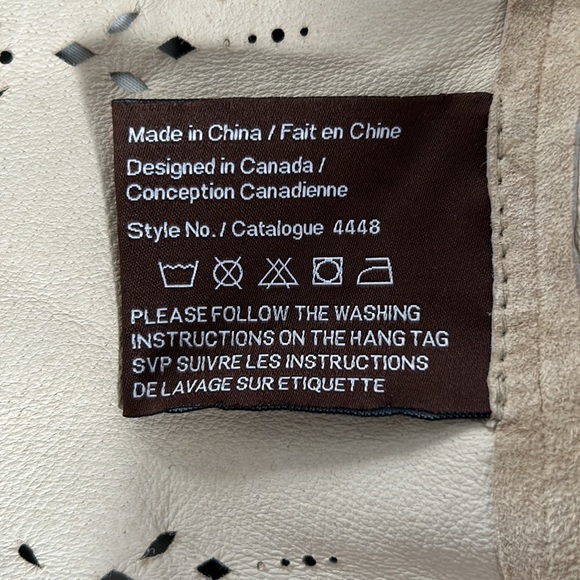 Made in China / Fait en Chine
Designed in Canada /
Conception Canadienne
Style No. / Catalogue 4448
PLEASE FOLLOW THE WASHING
INSTRUCTIONS ON THE HANG TAG
SVP SUIVRE LES INSTRUCTIONS
DE LAVAGE SUR ETIQUETTE